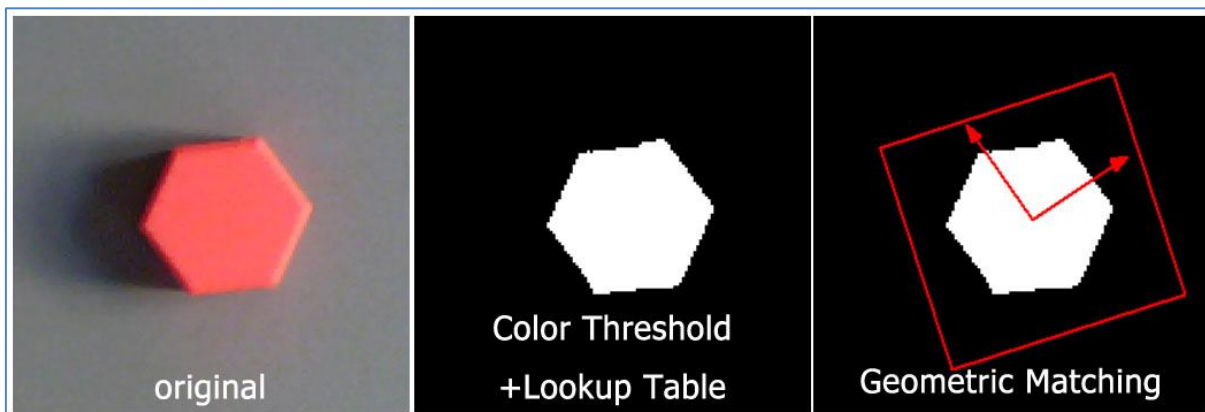 original
Color Threshold
+Lookup Table
Geometric Matching